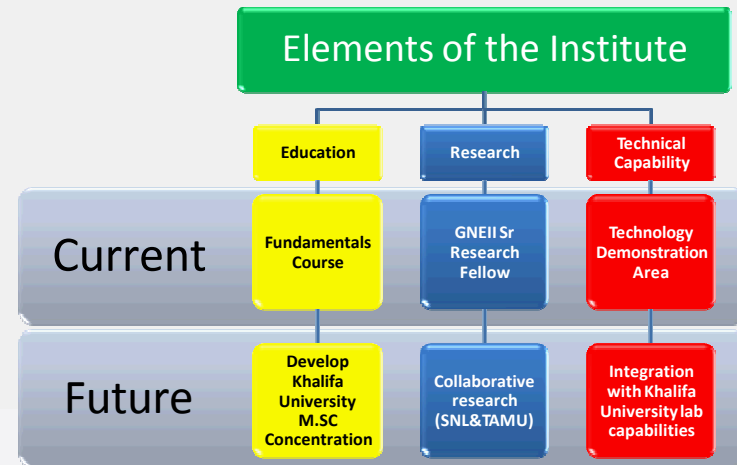 Elements of the Institute
Education
Research
Technical
Capability
Current
Fundamentals
Course
GNEII Sr
Research
Fellow
Technology
Demonstration
Area
Future
Develop
Khalifa
University
M.SC
Concentration
Collaborative
research
(SNL&TAMU)
Integration
with Khalifa
University lab
capabilities